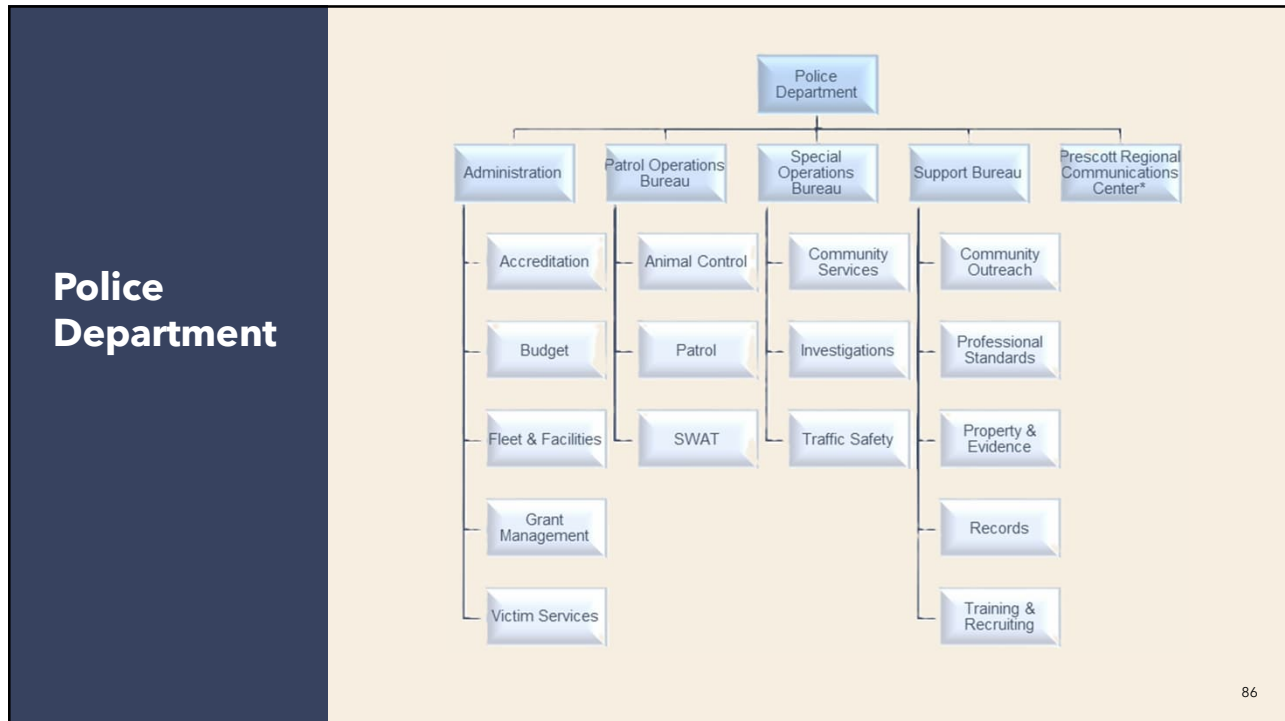 Police
Department
Police
Department
Administration
Patrol Operations
Bureau
Special
Operations
Bureau
Support Bureau
Prescott Regional
Communications
Center*
Accreditation
Budget
Fleet & Facilities
Grant
Management
Victim Services
Animal Control
Patrol
SWAT
Community
Services
Investigations
Traffic Safety
Community
Outreach
Professional
Standards
Property &
Evidence
Records
Training &
Recruiting
86